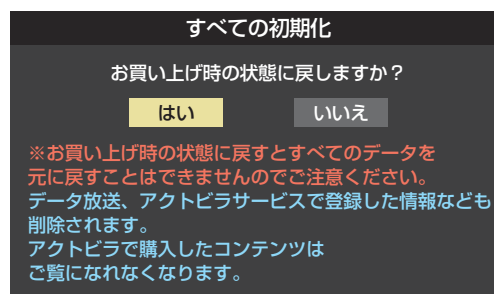 すべての初期化
お買い上げ時の状態に戻しますか？
はい いいえ
※お買い上げ時の状態に戻すとすべてのデータを
元に戻すことはできませんのでご注意ください。
データ放送、アクトビラサービスで登録した情報なども
削除されます。
アクトビラで購入したコンテンツは
ご覧になれなくなります。